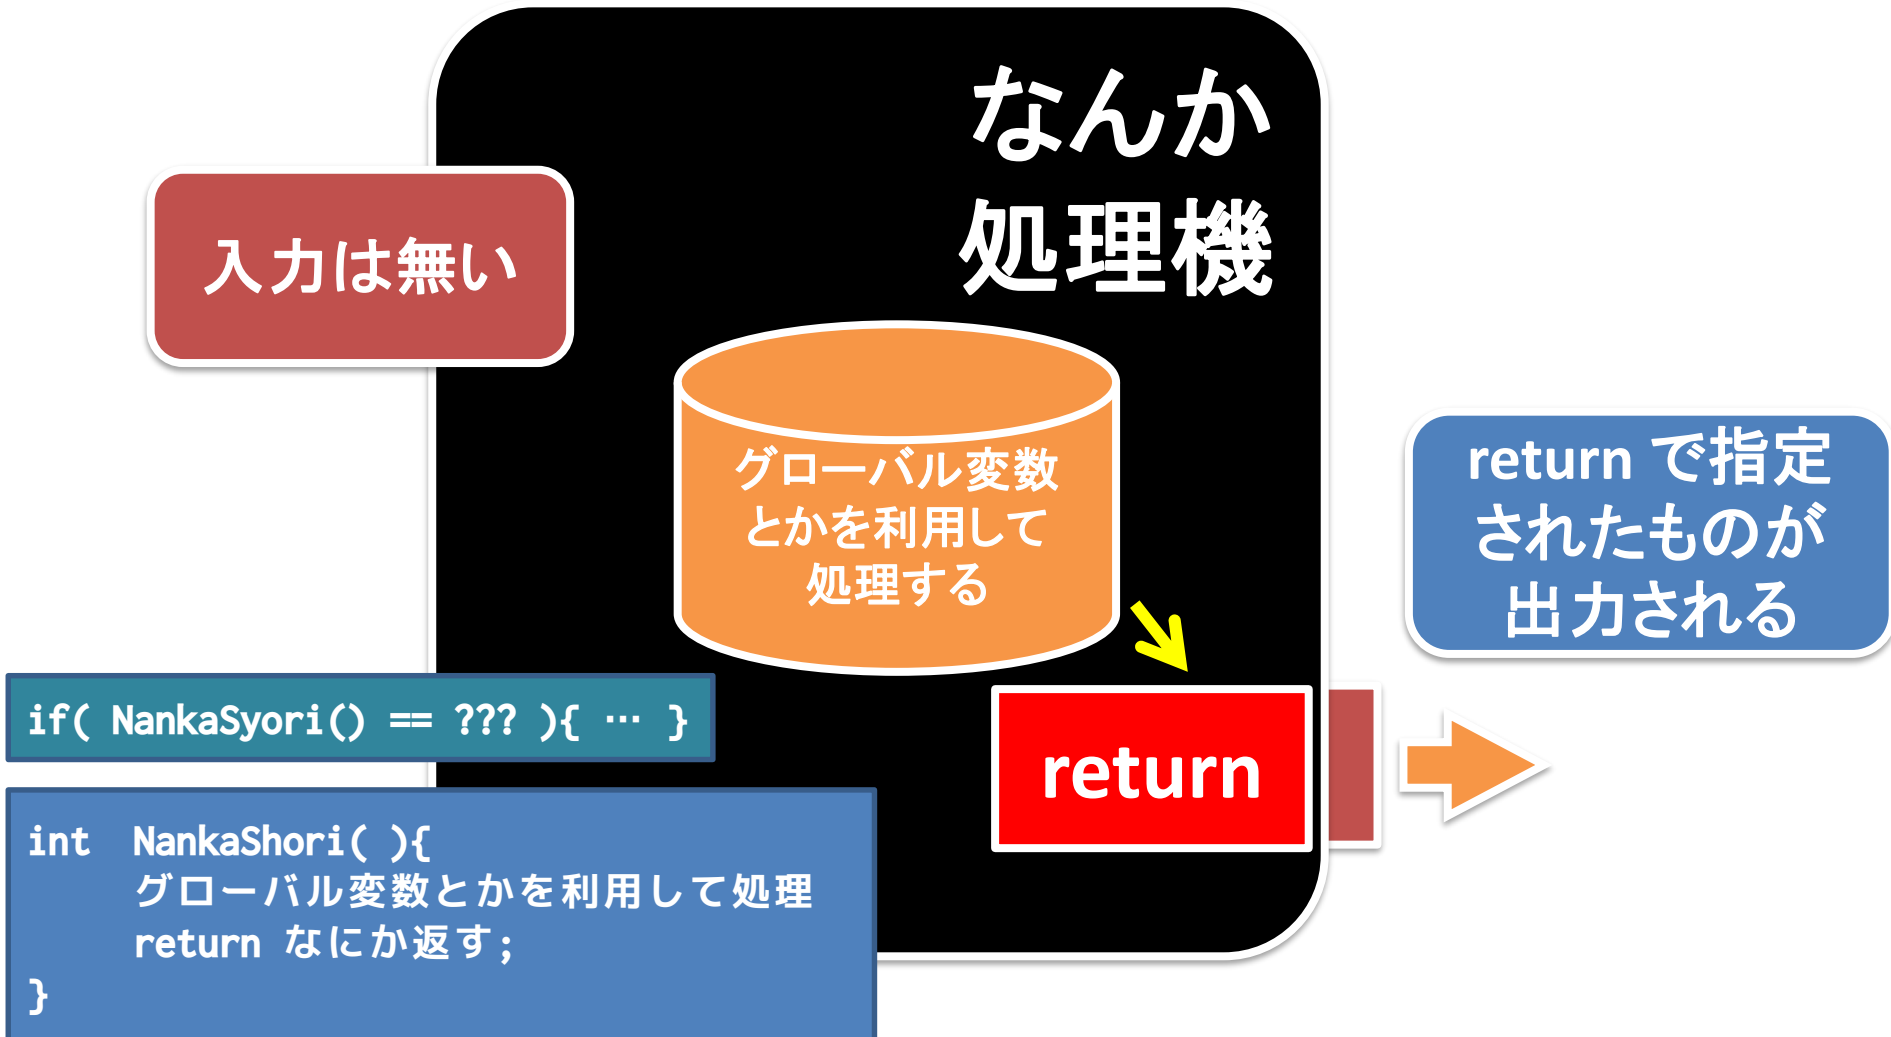 なんか
処理機
入力は無い
グローバル変数
とかを利用して
処理する
return で指定
されたものが
出力される
if( NankaSyori() == ??? ){ … }
return
int  NankaShori( ){
グローバル変数とかを利用して処理
return なにか返す;
}